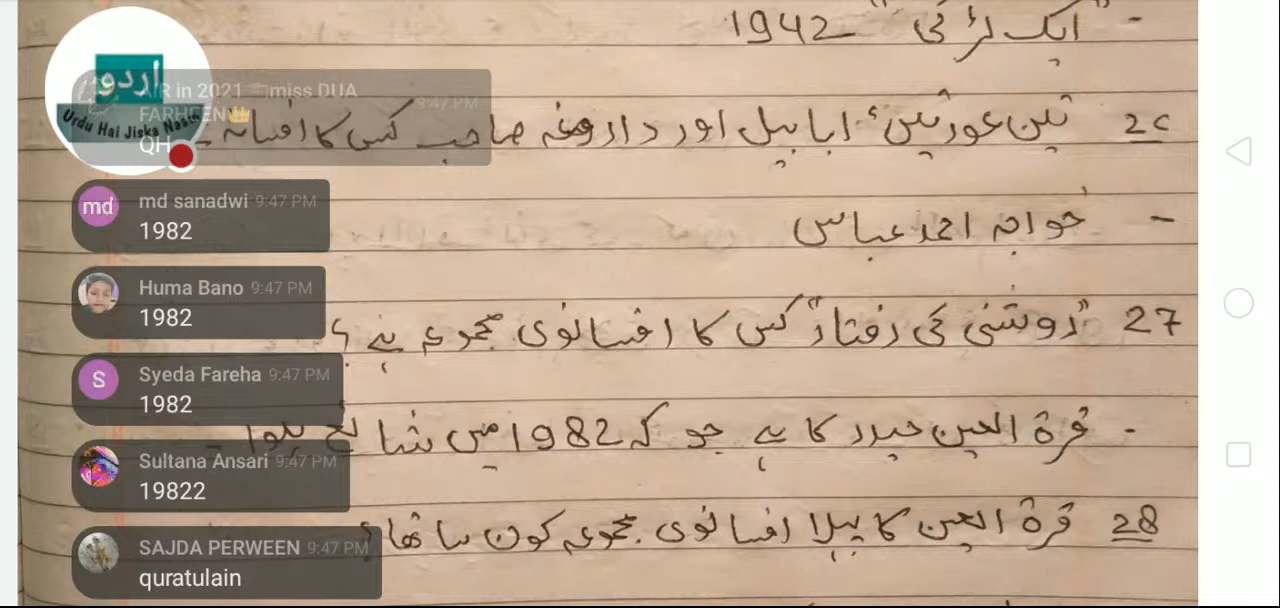 - "ایک لڑکی" 1942
26 تین عورتیں، ابابیل اور داروغہ صاحب کس کا افسانہ
- خواجہ احمد عباس
27 "روشنی کی رفتار" کس کا افسانوی مجموعہ ہے؟
- قرۃ العین حیدر کا ہے جو کہ 1982 میں شائع ہوا۔
28 قرۃ العین کا پہلا افسانوی مجموعہ کون سا تھا؟
اردو
Urdu Hai Jiska Naam
AIR in 2021 miss DUA
FARHEEN 9:47 PM
QH
md
md sanadwi 9:47 PM
1982
Huma Bano 9:47 PM
1982
S
Syeda Fareha 9:47 PM
1982
Sultana Ansari 9:47 PM
19822
SAJDA PERWEEN 9:47 PM
quratulain